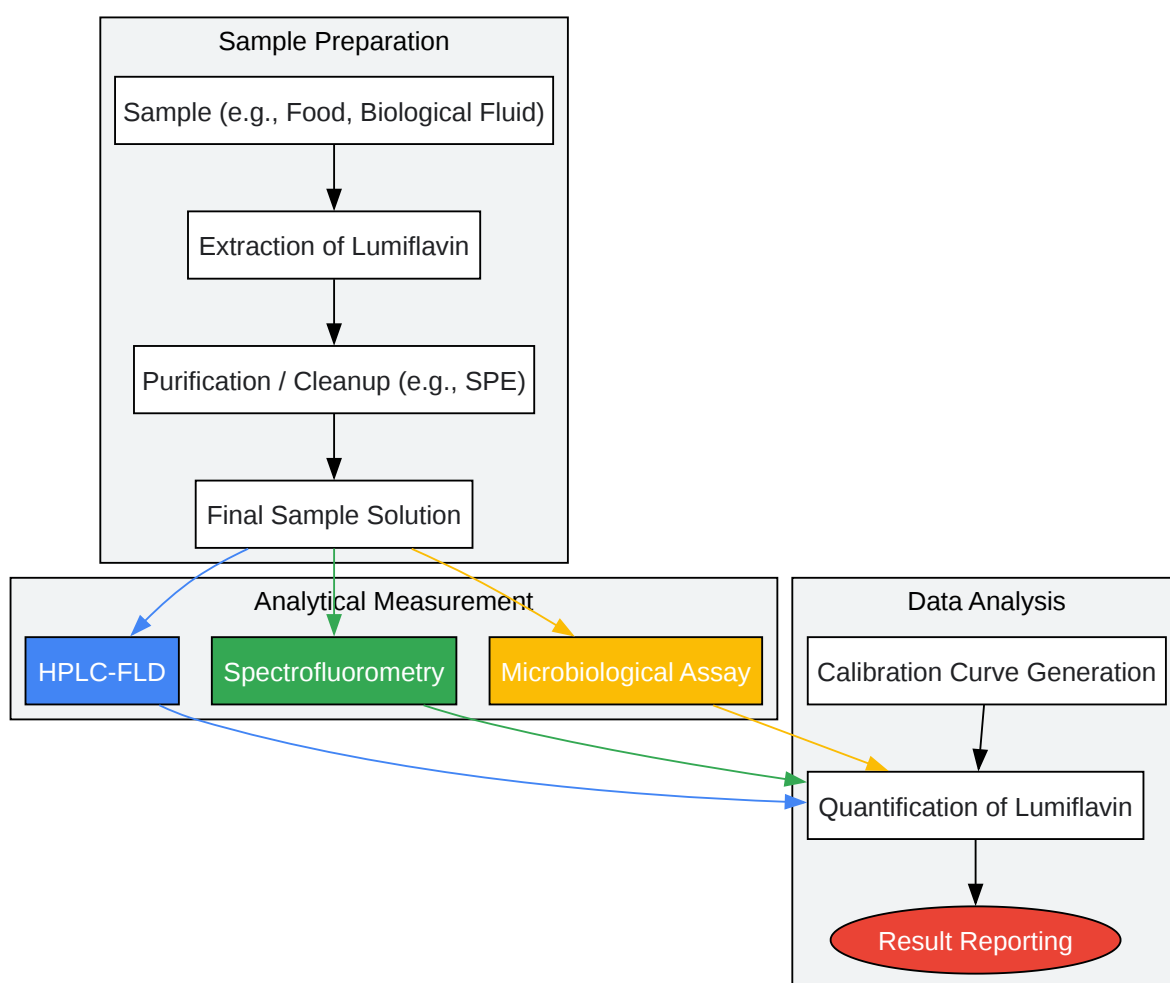 Sample Preparation
Sample (e.g., Food, Biological Fluid)
Extraction of Lumiflavin
Purification / Cleanup (e.g., SPE)
Final Sample Solution
Analytical Measurement
HPLC-FLD
Spectrofluorometry
Microbiological Assay
Data Analysis
Calibration Curve Generation
Quantification of Lumiflavin
Result Reporting